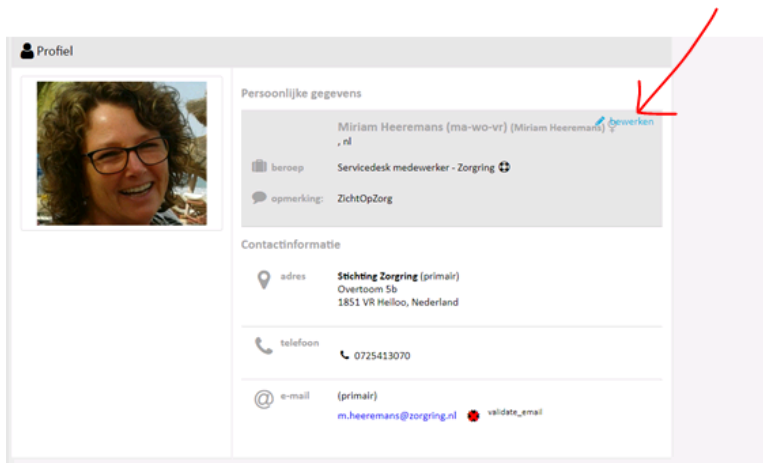 Profiel
Persoonlijke gegevens
bewerken
Miriam Heeremans (ma-wo-vr) (Miriam Heeremans)
, nl
beroep Servicedesk medewerker - Zorgring
opmerking: ZichtOpZorg
Contactinformatie
adres Stichting Zorgring (primair)
Overtoom 5b
1851 VR Heiloo, Nederland
telefoon
0725413070
e-mail (primair)
m.heeremans@zorgring.nl validate_email